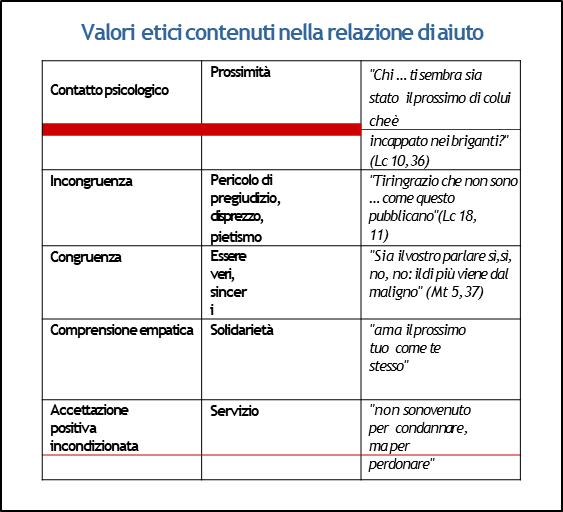 Valori etici contenuti nella relazione di aiuto
Contatto psicologico
Prossimità
"Chi ... ti sembra sia
stato il prossimo di colui
che è
incappato nei briganti?"
(Lc 10, 36)
Incongruenza
Pericolo di
pregiudizio,
disprezzo,
pietismo
"Ti ringrazio che non sono
... come questo
pubblicano"(Lc 18,
11)
Congruenza
Essere
veri,
sincer
i
"Sia il vostro parlare sì,sì,
no, no: il di più viene dal
maligno" (Mt 5, 37)
Comprensione empatica
Solidarietà
"ama il prossimo
tuo come te
stesso"
Accettazione
positiva
incondizionata
Servizio
"non sono venuto
per condannare,
ma per
perdonare"